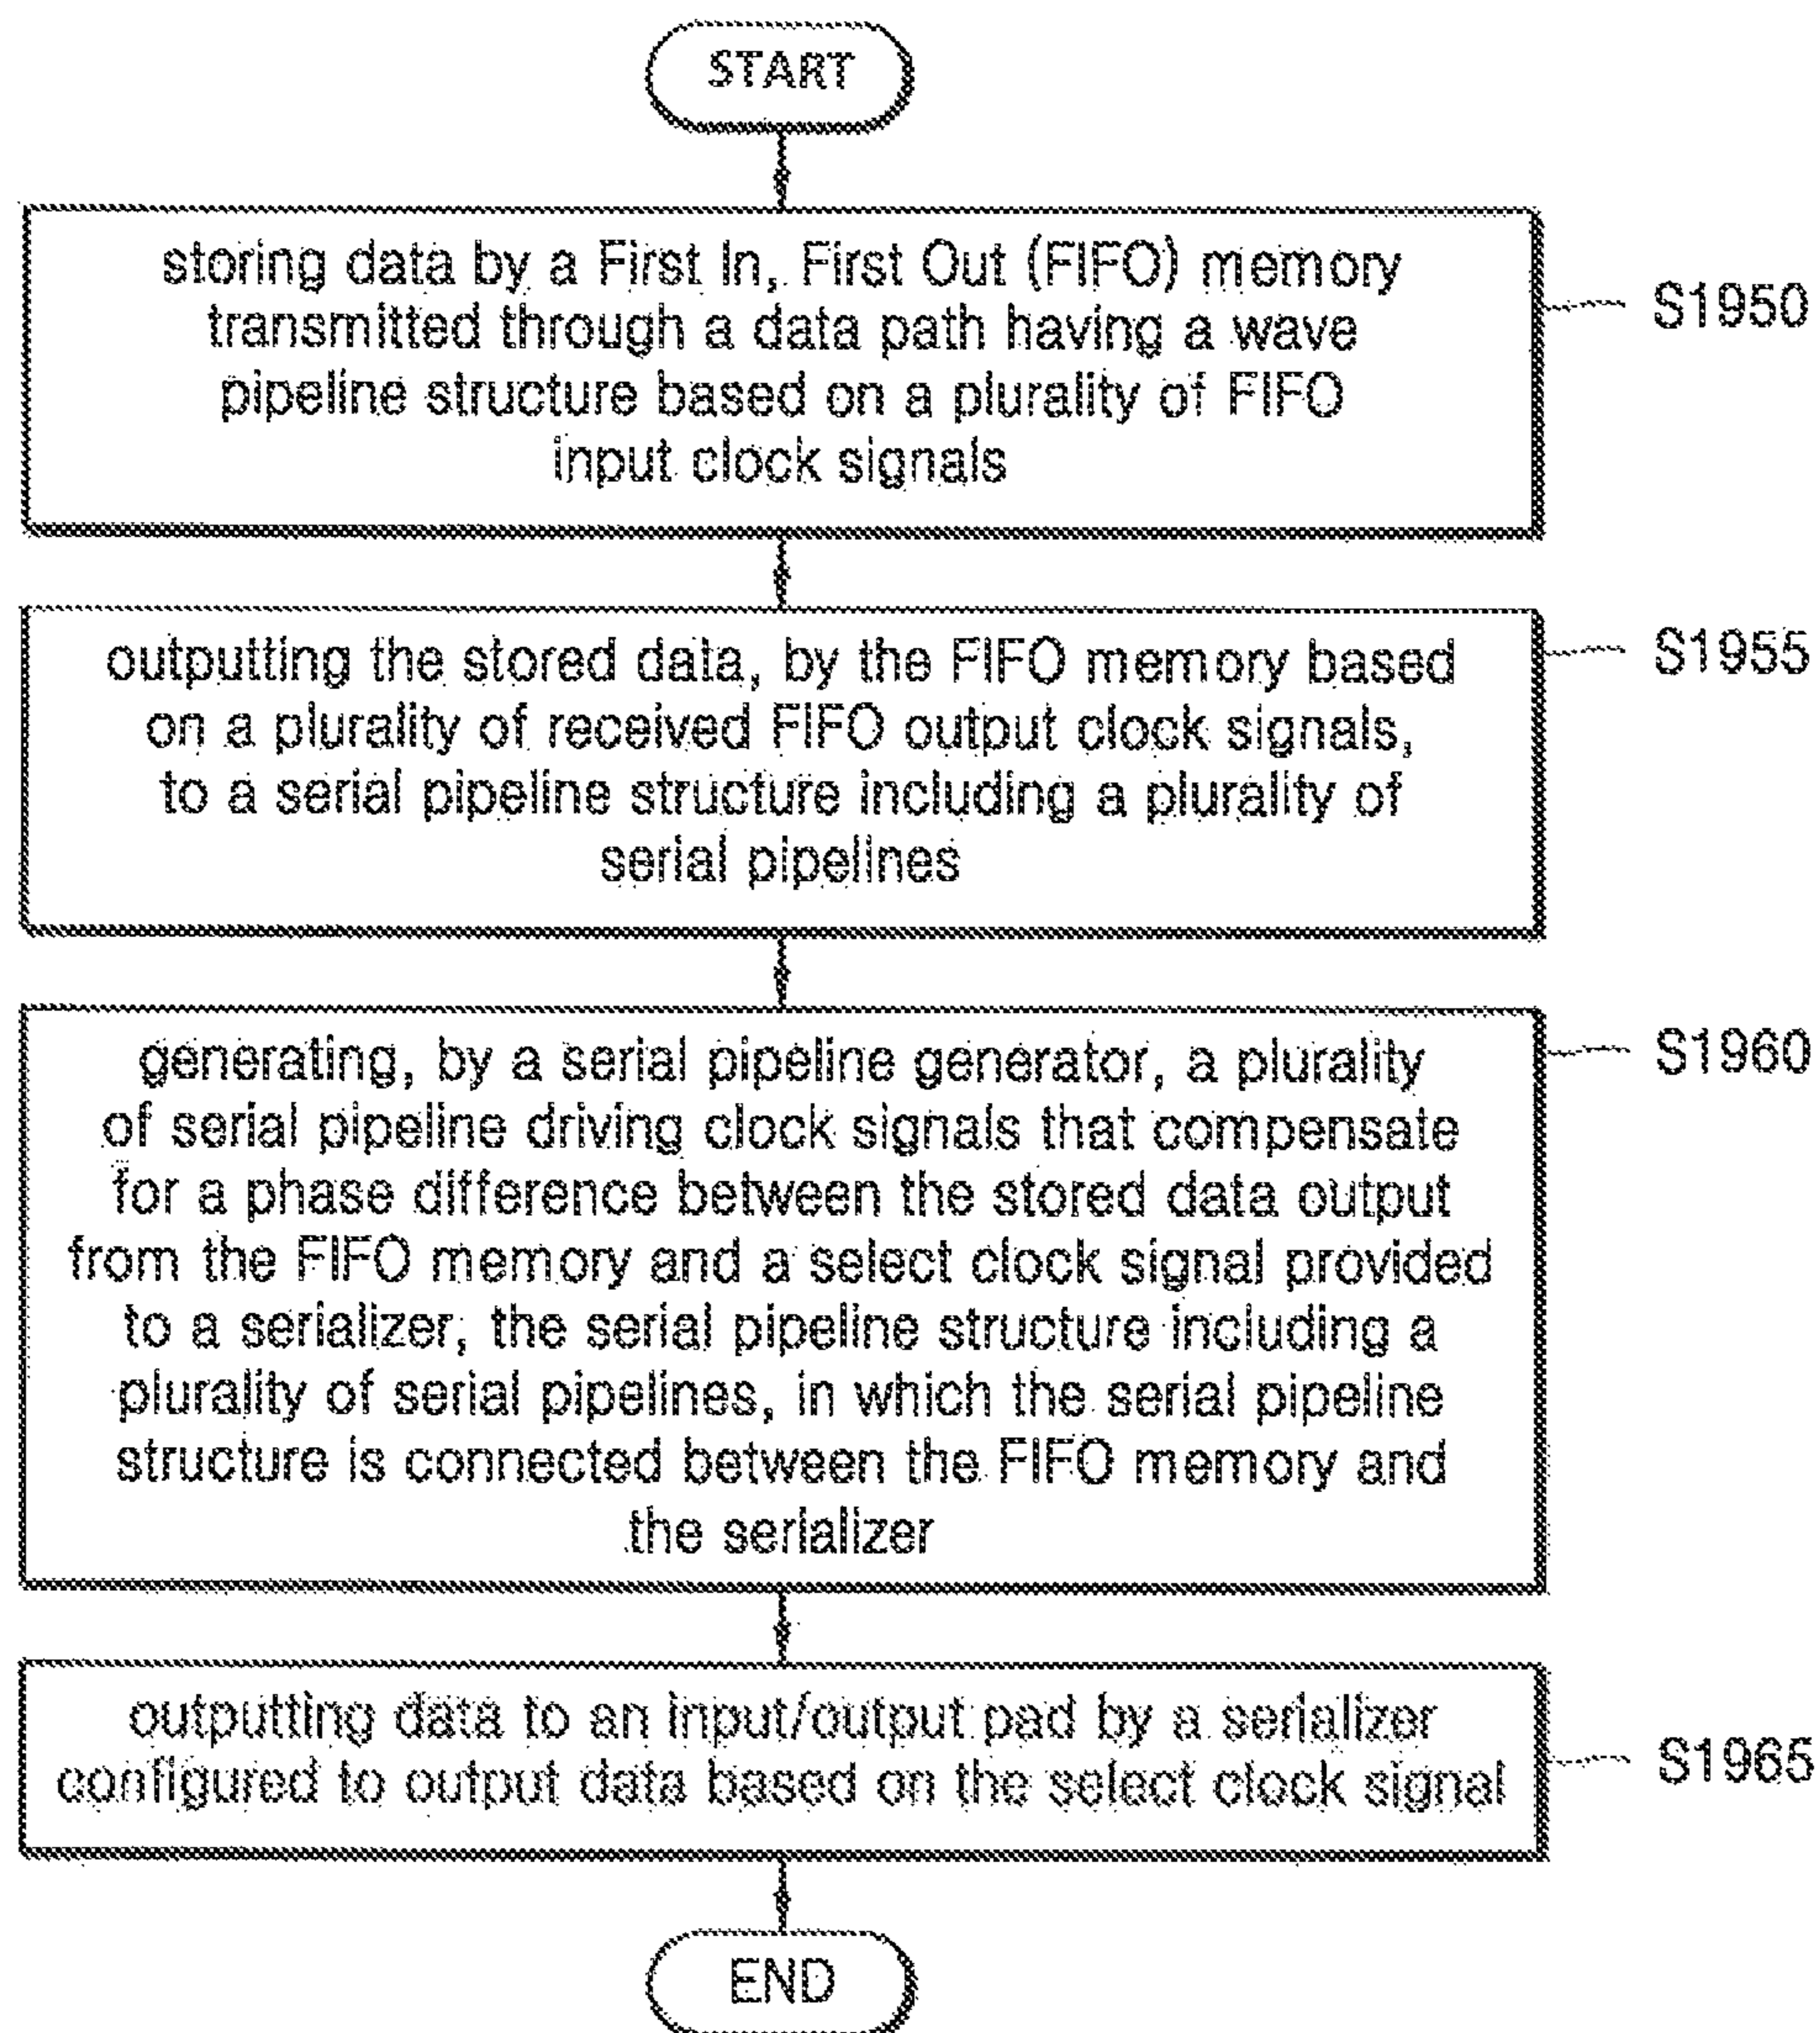 START
storing data by a First In, First Out (FIFO) memory
transmitted through a data path having a wave
pipeline structure based on a plurality of FIFO
input clock signals
S1950
outputting the stored data, by the FIFO memory based
on a plurality of received FIFO output clock signals,
to a serial pipeline structure including a plurality of
serial pipelines
S1955
generating, by a serial pipeline generator, a plurality
of serial pipeline driving clock signals that compensate
for a phase difference between the stored data output
from the FIFO memory and a select clock signal provided
to a serializer, the serial pipeline structure including a
plurality of serial pipelines, in which the serial pipeline
structure is connected between the FIFO memory and
the serializer
S1960
outputting data to an input/output pad by a serializer
configured to output data based on the select clock signal
S1965
END